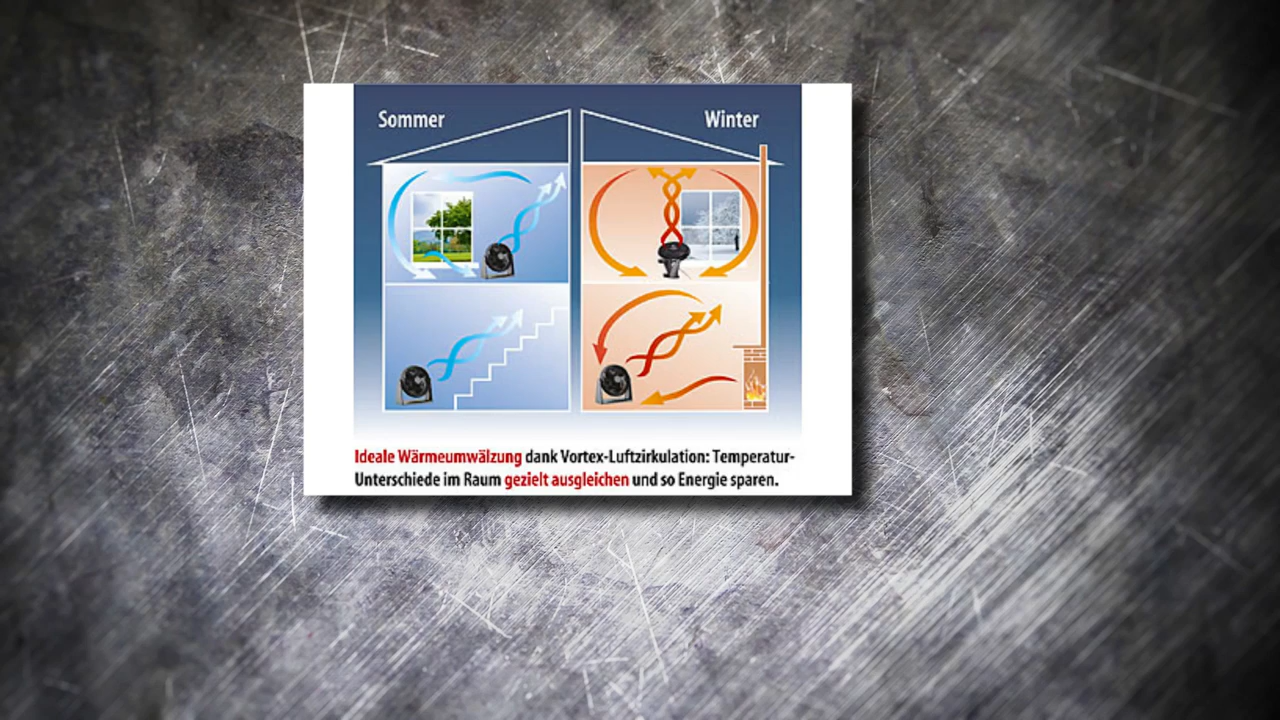 Sommer
Winter
Ideale Wärmeumwälzung dank Vortex-Luftzirkulation: Temperatur-
Unterschiede im Raum gezielt ausgleichen und so Energie sparen.